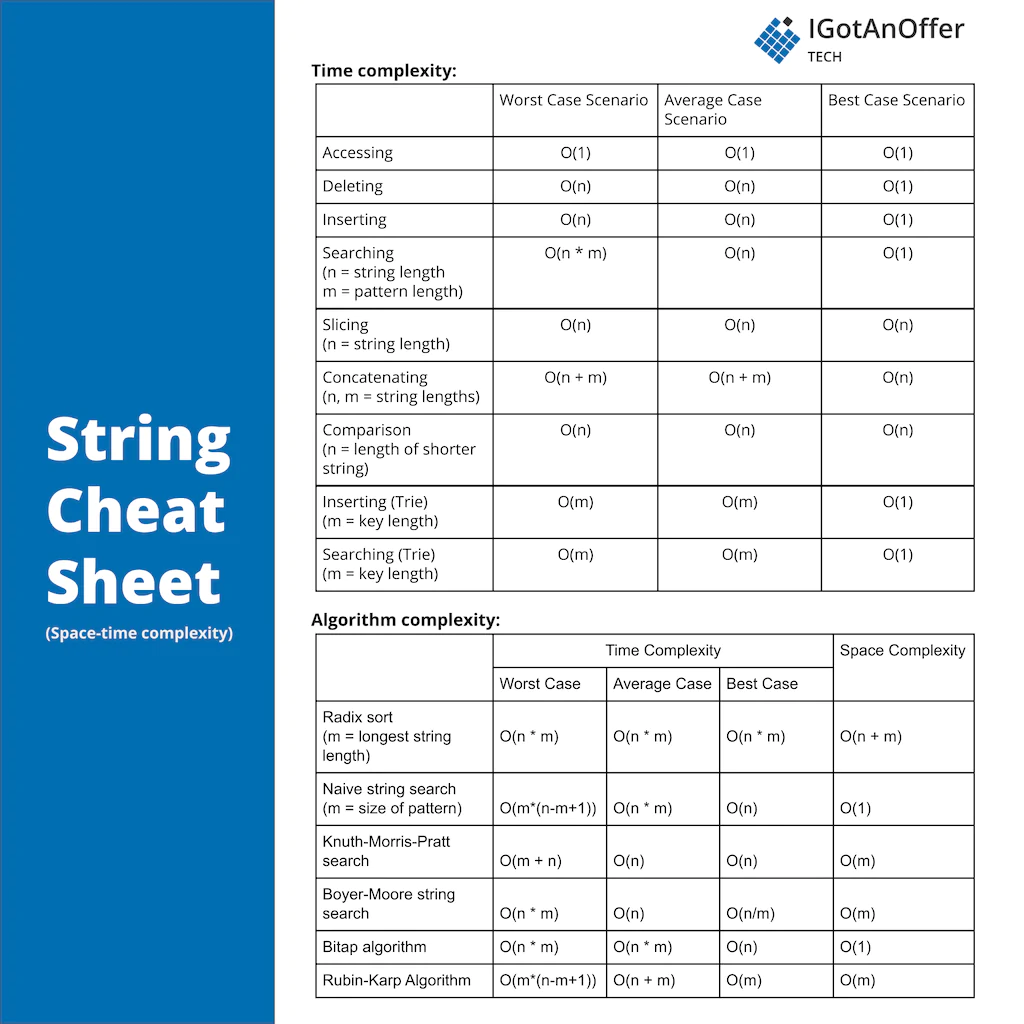 IGotAnOffer
TECH
String
Cheat
Sheet
(Space-time complexity)
Time complexity:
Worst Case Scenario
Average Case
Scenario
Best Case Scenario
Accessing
O(1)
O(1)
O(1)
Deleting
O(n)
O(n)
O(1)
Inserting
O(n)
O(n)
O(1)
Searching
(n = string length
m = pattern length)
O(n * m)
O(n)
O(1)
Slicing
(n = string length)
O(n)
O(n)
O(n)
Concatenating
(n, m = string lengths)
O(n + m)
O(n + m)
O(n)
Comparison
(n = length of shorter
string)
O(n)
O(n)
O(n)
Inserting (Trie)
(m = key length)
O(m)
O(m)
O(1)
Searching (Trie)
(m = key length)
O(m)
O(m)
O(1)
Algorithm complexity:
Time Complexity
Space Complexity
Worst Case
Average Case
Best Case
Radix sort
(m = longest string
length)
O(n * m)
O(n * m)
O(n * m)
O(n + m)
Naive string search
(m = size of pattern)
O(m*(n-m+1))
O(n * m)
O(n)
O(1)
Knuth-Morris-Pratt
search
O(m + n)
O(n)
O(n)
O(m)
Boyer-Moore string
search
O(n * m)
O(n)
O(n/m)
O(m)
Bitap algorithm
O(n * m)
O(n * m)
O(n)
O(1)
Rubin-Karp Algorithm
O(m*(n-m+1))
O(n + m)
O(m)
O(m)